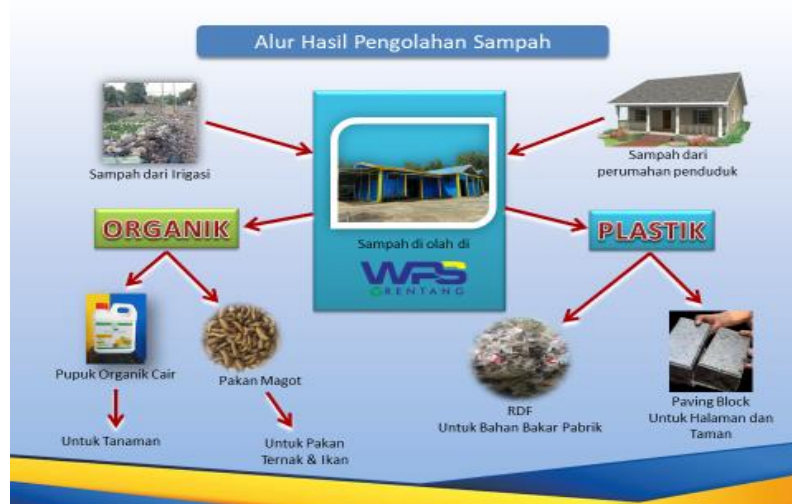 Alur Hasil Pengolahan Sampah
Sampah dari Irigasi
Sampah dari
perumahan penduduk
ORGANIK
Sampah di olah di
WPS
RENTANG
PLASTIK
Pupuk Organik Cair
Pakan Magot
RDF
Untuk Bahan Bakar Pabrik
Paving Block
Untuk Halaman dan
Taman
Untuk Tanaman
Untuk Pakan
Ternak & Ikan